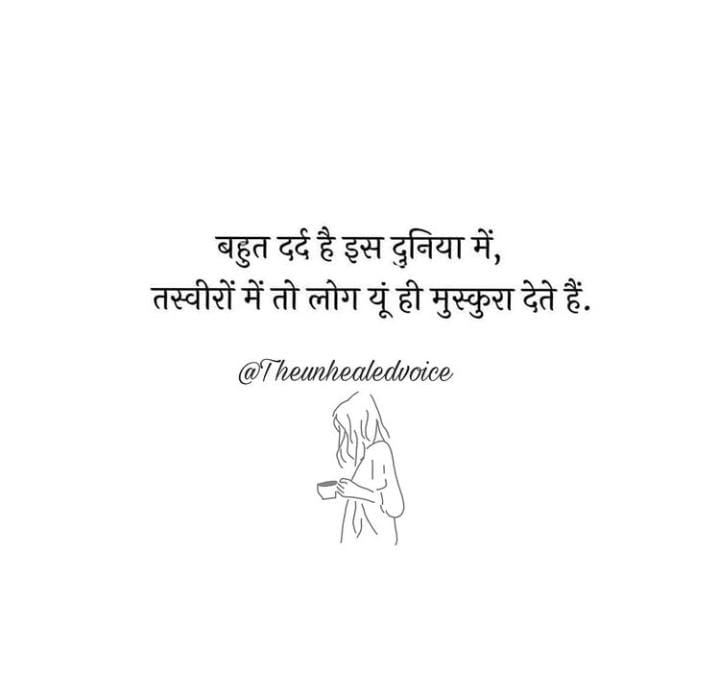 बहुत दर्द है इस दुनिया में,
तस्वीरों में तो लोग यूं ही मुस्कुरा देते हैं.
@Theunhealedvoice